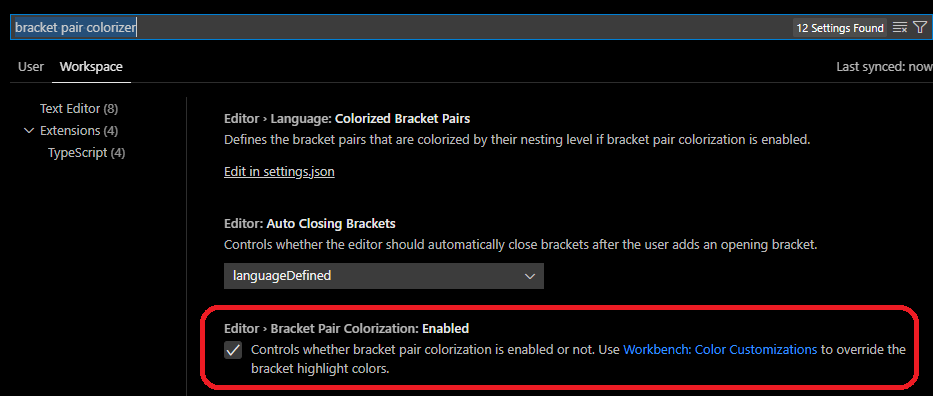 bracket pair colorizer
12 Settings Found
User Workspace
Last synced: now
Text Editor (8)
Extensions (4)
TypeScript (4)
Editor › Language: Colorized Bracket Pairs
Defines the bracket pairs that are colorized by their nesting level if bracket pair colorization is enabled.
Edit in settings.json
Editor: Auto Closing Brackets
Controls whether the editor should automatically close brackets after the user adds an opening bracket.
languageDefined
Editor › Bracket Pair Colorization: Enabled
Controls whether bracket pair colorization is enabled or not. Use Workbench: Color Customizations to override the
bracket highlight colors.